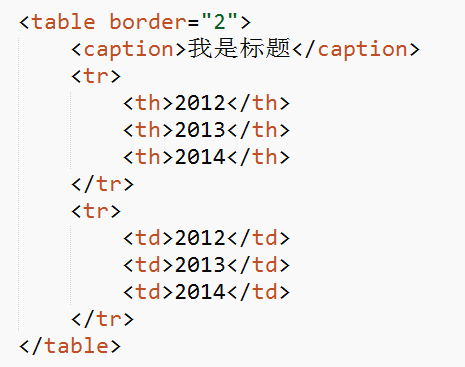 <table border="2">
    <caption>我是标题</caption>
    <tr>
        <th>2012</th>
        <th>2013</th>
        <th>2014</th>
    </tr>
    <tr>
        <td>2012</td>
        <td>2013</td>
        <td>2014</td>
    </tr>
</table>